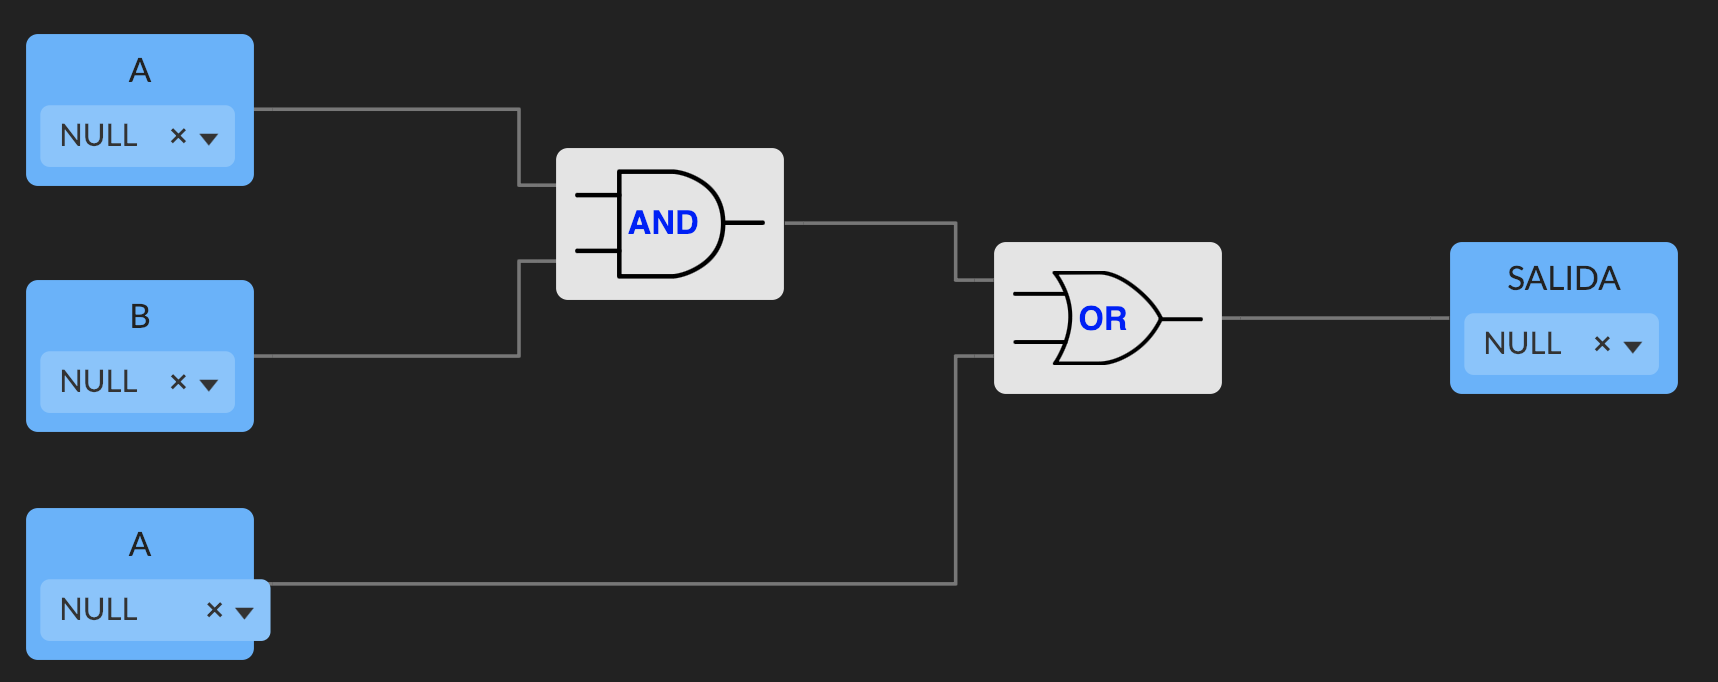 A
NULL ×
AND
B
NULL ×
OR
SALIDA
NULL ×
A
NULL ×